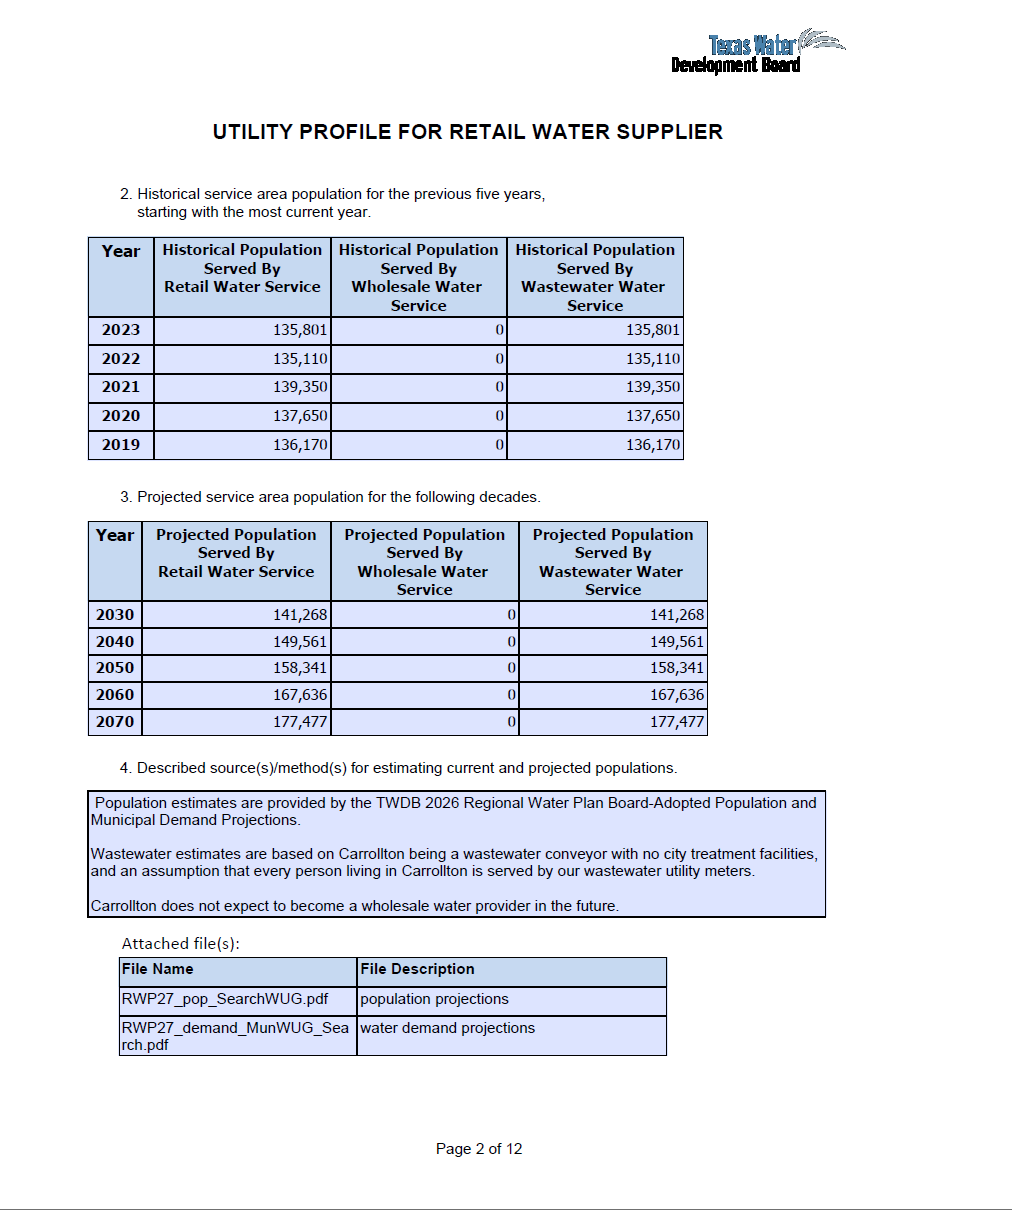 Texas Water
Development Board
UTILITY PROFILE FOR RETAIL WATER SUPPLIER
2. Historical service area population for the previous five years,
starting with the most current year.
Year Historical Population Historical Population Historical Population
Served By Served By Served By
Retail Water Service Wholesale Water Wastewater Water
Service Service
2023 135,801 0 135,801
2022 135,110 0 135,110
2021 139,350 0 139,350
2020 137,650 0 137,650
2019 136,170 0 136,170
3. Projected service area population for the following decades.
Year Projected Population Projected Population Projected Population
Served By Served By Served By
Retail Water Service Wholesale Water Wastewater Water
Service Service
2030 141,268 0 141,268
2040 149,561 0 149,561
2050 158,341 0 158,341
2060 167,636 0 167,636
2070 177,477 0 177,477
4. Described source(s)/method(s) for estimating current and projected populations.
Population estimates are provided by the TWDB 2026 Regional Water Plan Board-Adopted Population and
Municipal Demand Projections.
Wastewater estimates are based on Carrollton being a wastewater conveyor with no city treatment facilities,
and an assumption that every person living in Carrollton is served by our wastewater utility meters.
Carrollton does not expect to become a wholesale water provider in the future.
Attached file(s):
File Name File Description
RWP27_pop_SearchWUG.pdf population projections
RWP27_demand_MunWUG_Sea water demand projections
rch.pdf
Page 2 of 12